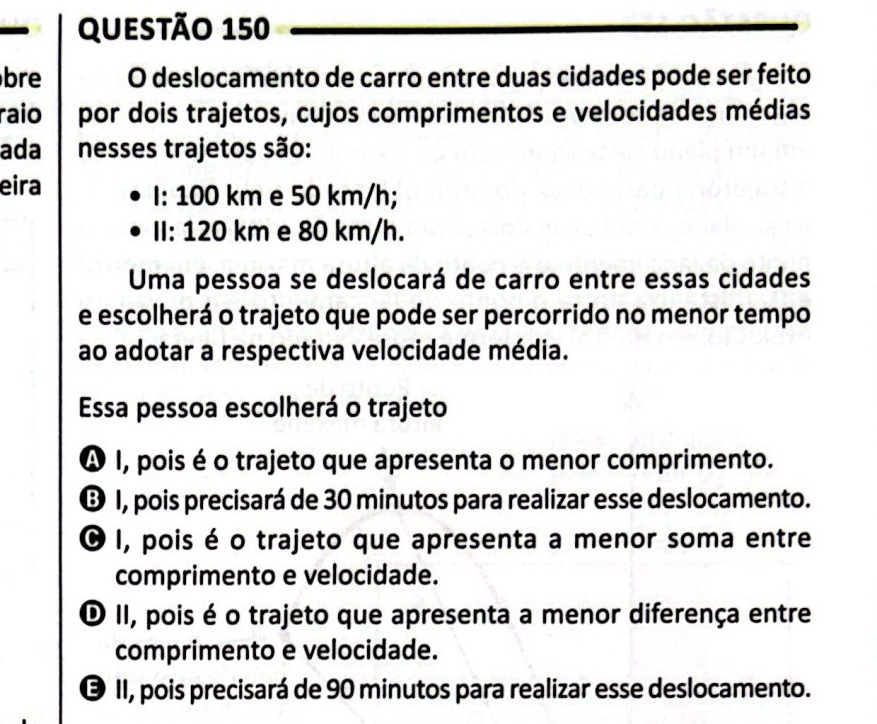 QUESTÃO 150
obre
raio
ada
eira
O deslocamento de carro entre duas cidades pode ser feito
por dois trajetos, cujos comprimentos e velocidades médias
nesses trajetos são:
• I: 100 km e 50 km/h;
• II: 120 km e 80 km/h.
Uma pessoa se deslocará de carro entre essas cidades
e escolherá o trajeto que pode ser percorrido no menor tempo
ao adotar a respectiva velocidade média.
Essa pessoa escolherá o trajeto
A I, pois é o trajeto que apresenta o menor comprimento.
B I, pois precisará de 30 minutos para realizar esse deslocamento.
C I, pois é o trajeto que apresenta a menor soma entre
comprimento e velocidade.
D II, pois é o trajeto que apresenta a menor diferença entre
comprimento e velocidade.
E II, pois precisará de 90 minutos para realizar esse deslocamento.